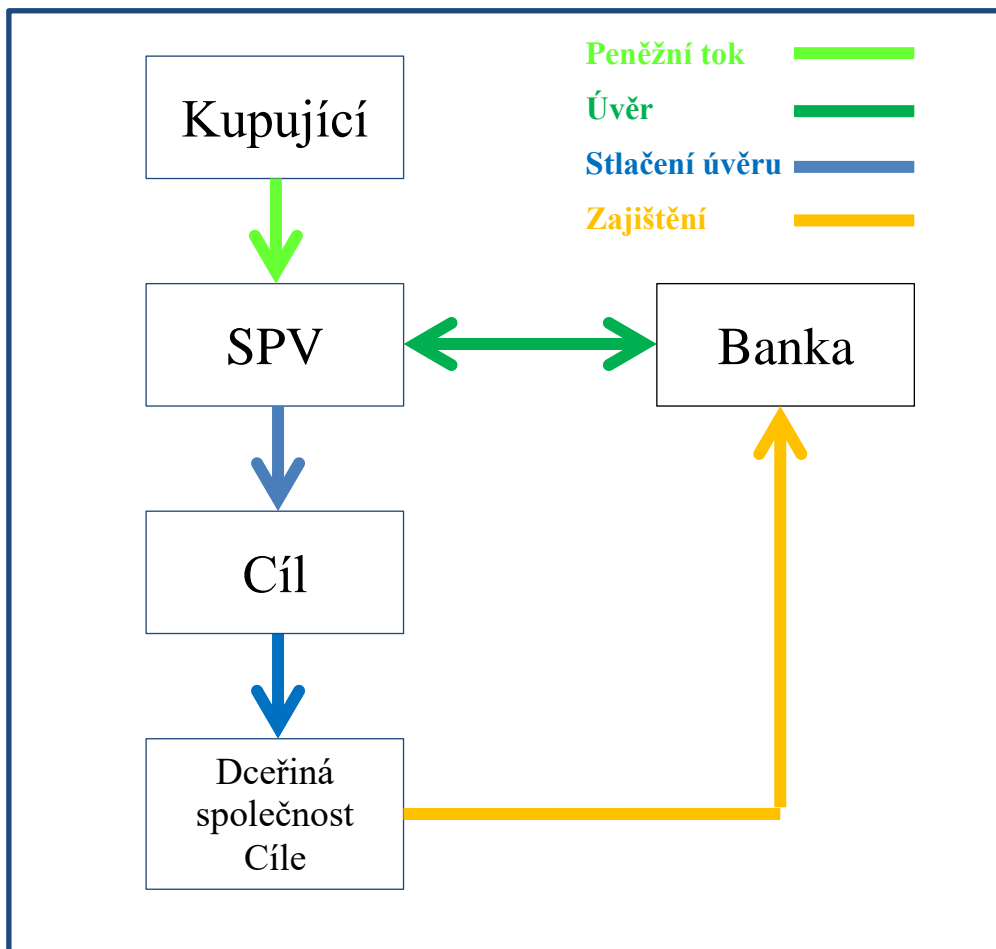 Peněžní tok
Kupující
Úvěr
Stlačení úvěru
Zajištění
SPV
Banka
Cíl
Dceřiná
společnost
Cíle